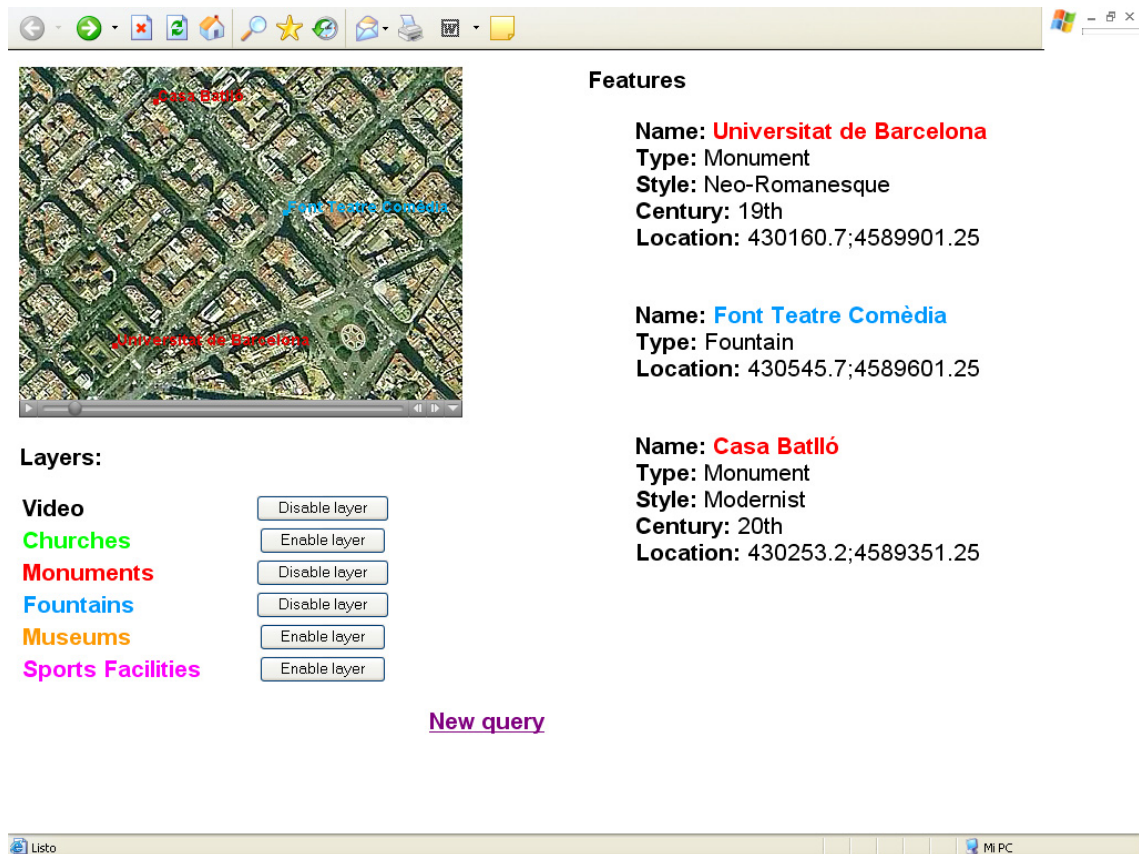 Casa Batlló
Font Teatre Comèdia
Universitat de Barcelona
Layers:
Video Disable layer
Churches Enable layer
Monuments Disable layer
Fountains Disable layer
Museums Enable layer
Sports Facilities Enable layer
New query
Features
Name: Universitat de Barcelona
Type: Monument
Style: Neo-Romanesque
Century: 19th
Location: 430160.7;4589901.25
Name: Font Teatre Comèdia
Type: Fountain
Location: 430545.7;4589601.25
Name: Casa Batlló
Type: Monument
Style: Modernist
Century: 20th
Location: 430253.2;4589351.25
Listo
Mi PC